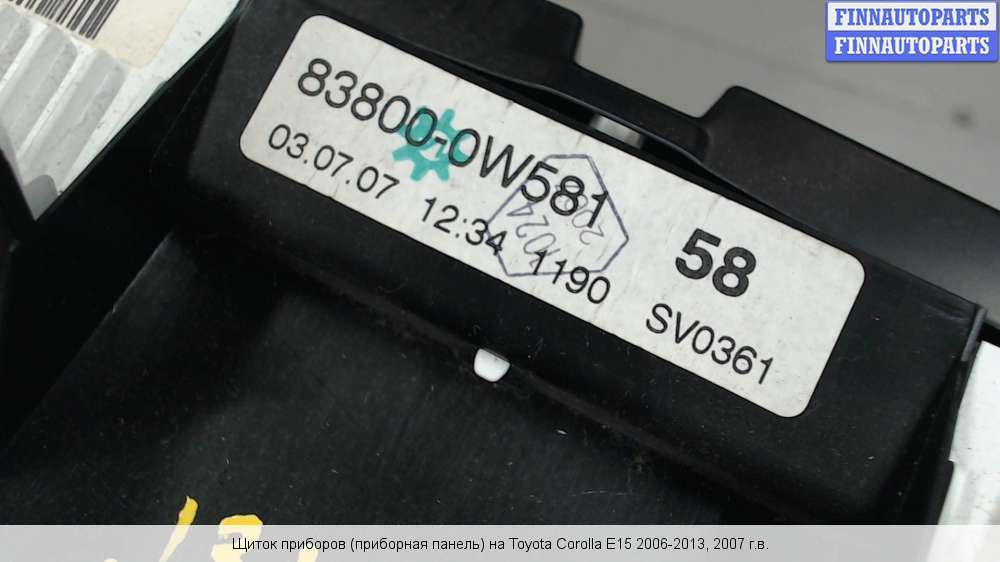 FINNAUTOPARTS
FINNAUTOPARTS
83800-0W581
58
03.07.07 12:34 1190
SV0361
Щиток приборов (приборная панель) на Toyota Corolla E15 2006-2013, 2007 г.в.